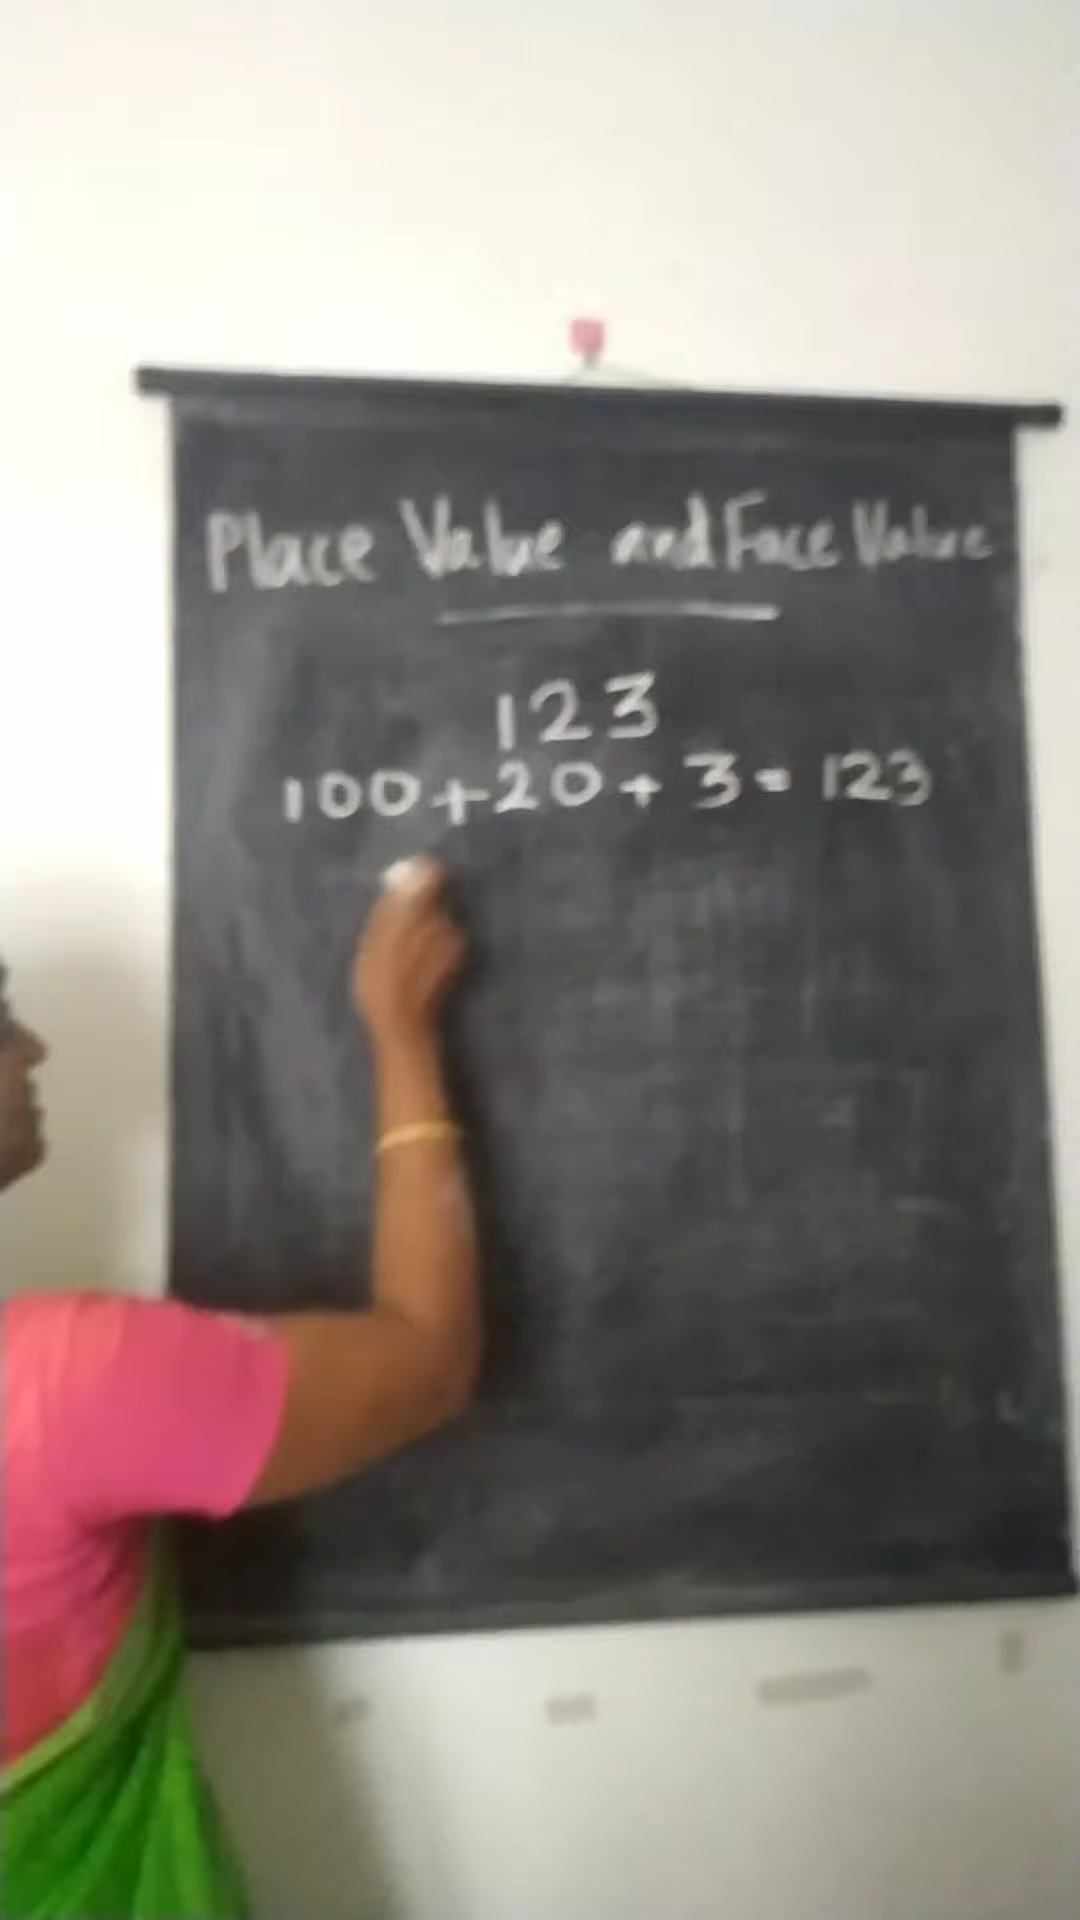 Place Value and Face Value
123
100 + 20 + 3 = 123